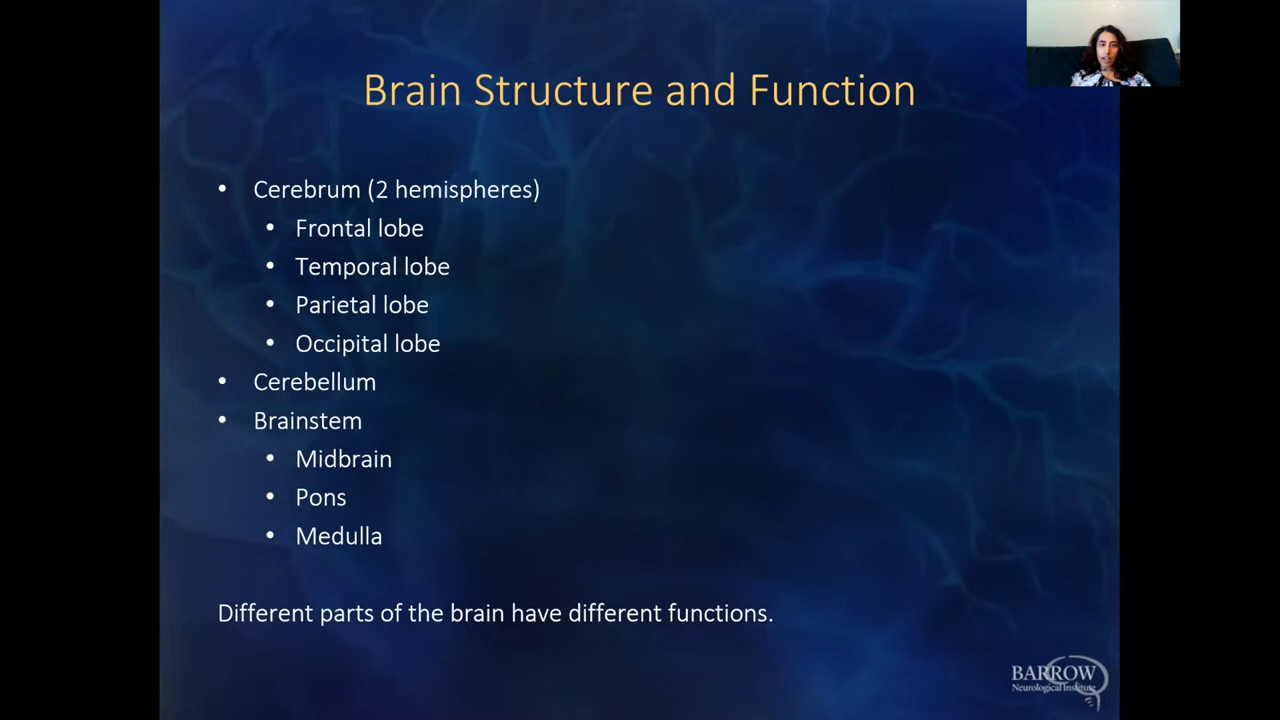 Brain Structure and Function
• Cerebrum (2 hemispheres)
• Frontal lobe
• Temporal lobe
• Parietal lobe
• Occipital lobe
• Cerebellum
• Brainstem
• Midbrain
• Pons
• Medulla
Different parts of the brain have different functions.
BARROW
Neurological Institute